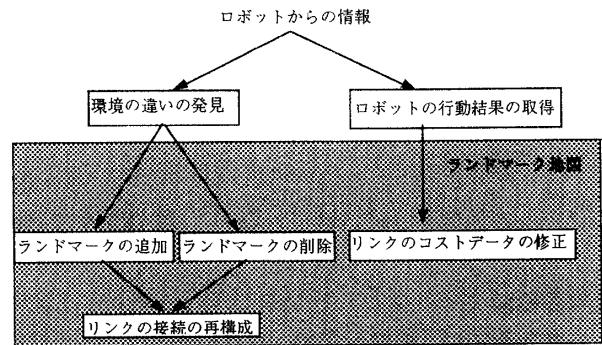 ロボットからの情報
環境の違いの発見
ロボットの行動結果の取得
ランドマーク地図
ランドマークの追加
ランドマークの削除
リンクのコストデータの修正
リンクの接続の再構成